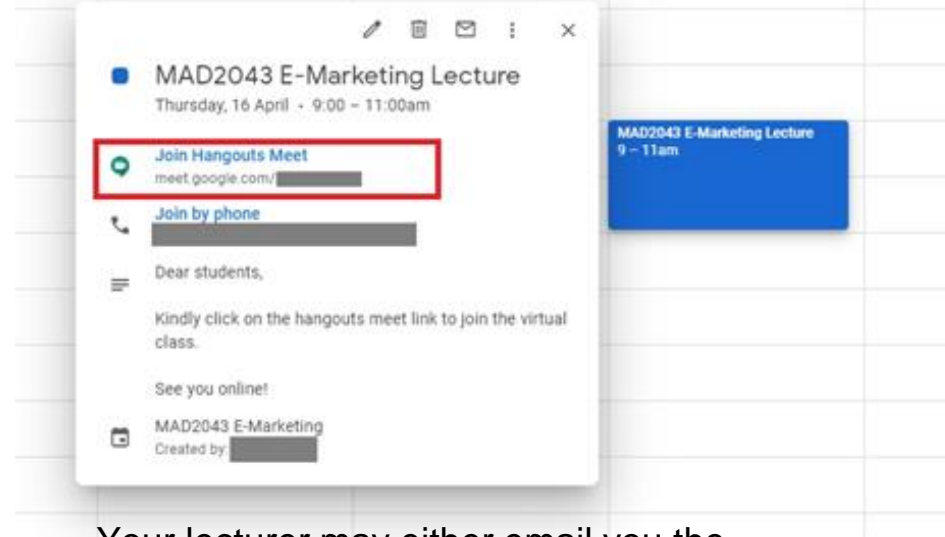 MAD2043 E-Marketing Lecture
Thursday, 16 April • 9:00 – 11:00am
Join Hangouts Meet
meet.google.com/
Join by phone
Dear students,
Kindly click on the hangouts meet link to join the virtual
class.
See you online!
MAD2043 E-Marketing
Created by:
MAD2043 E-Marketing Lecture
9 – 11am
Your lecturer may either email you the